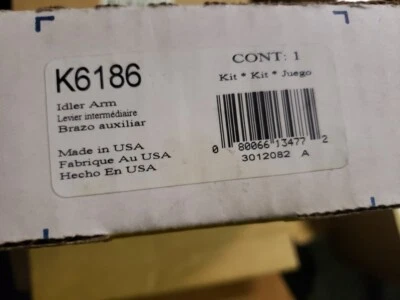 K6186
Idler Arm
Levier intermédiaire
Brazo auxiliar
Made in USA
Fabrique Au USA
Hecho En USA
CONT: 1
Kit * Kit * Juego
0 80066 13477 2
3012082 A